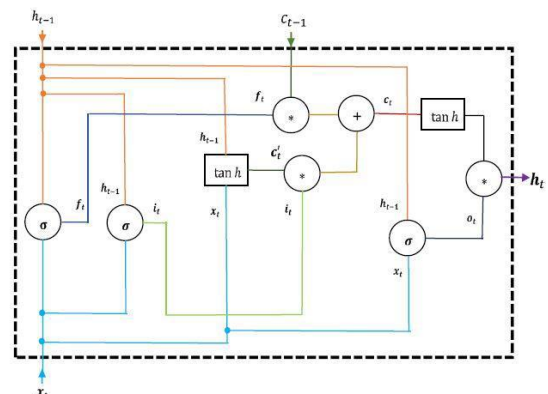 h_{t-1}
C_{t-1}
f_t
c_t
tan h
*
+
h_{t-1}
tan h
c'_t
*
*
h_t
h_{t-1}
h_{t-1}
f_t
i_t
x_t
i_t
o_t
σ
σ
σ
x_t
x_t